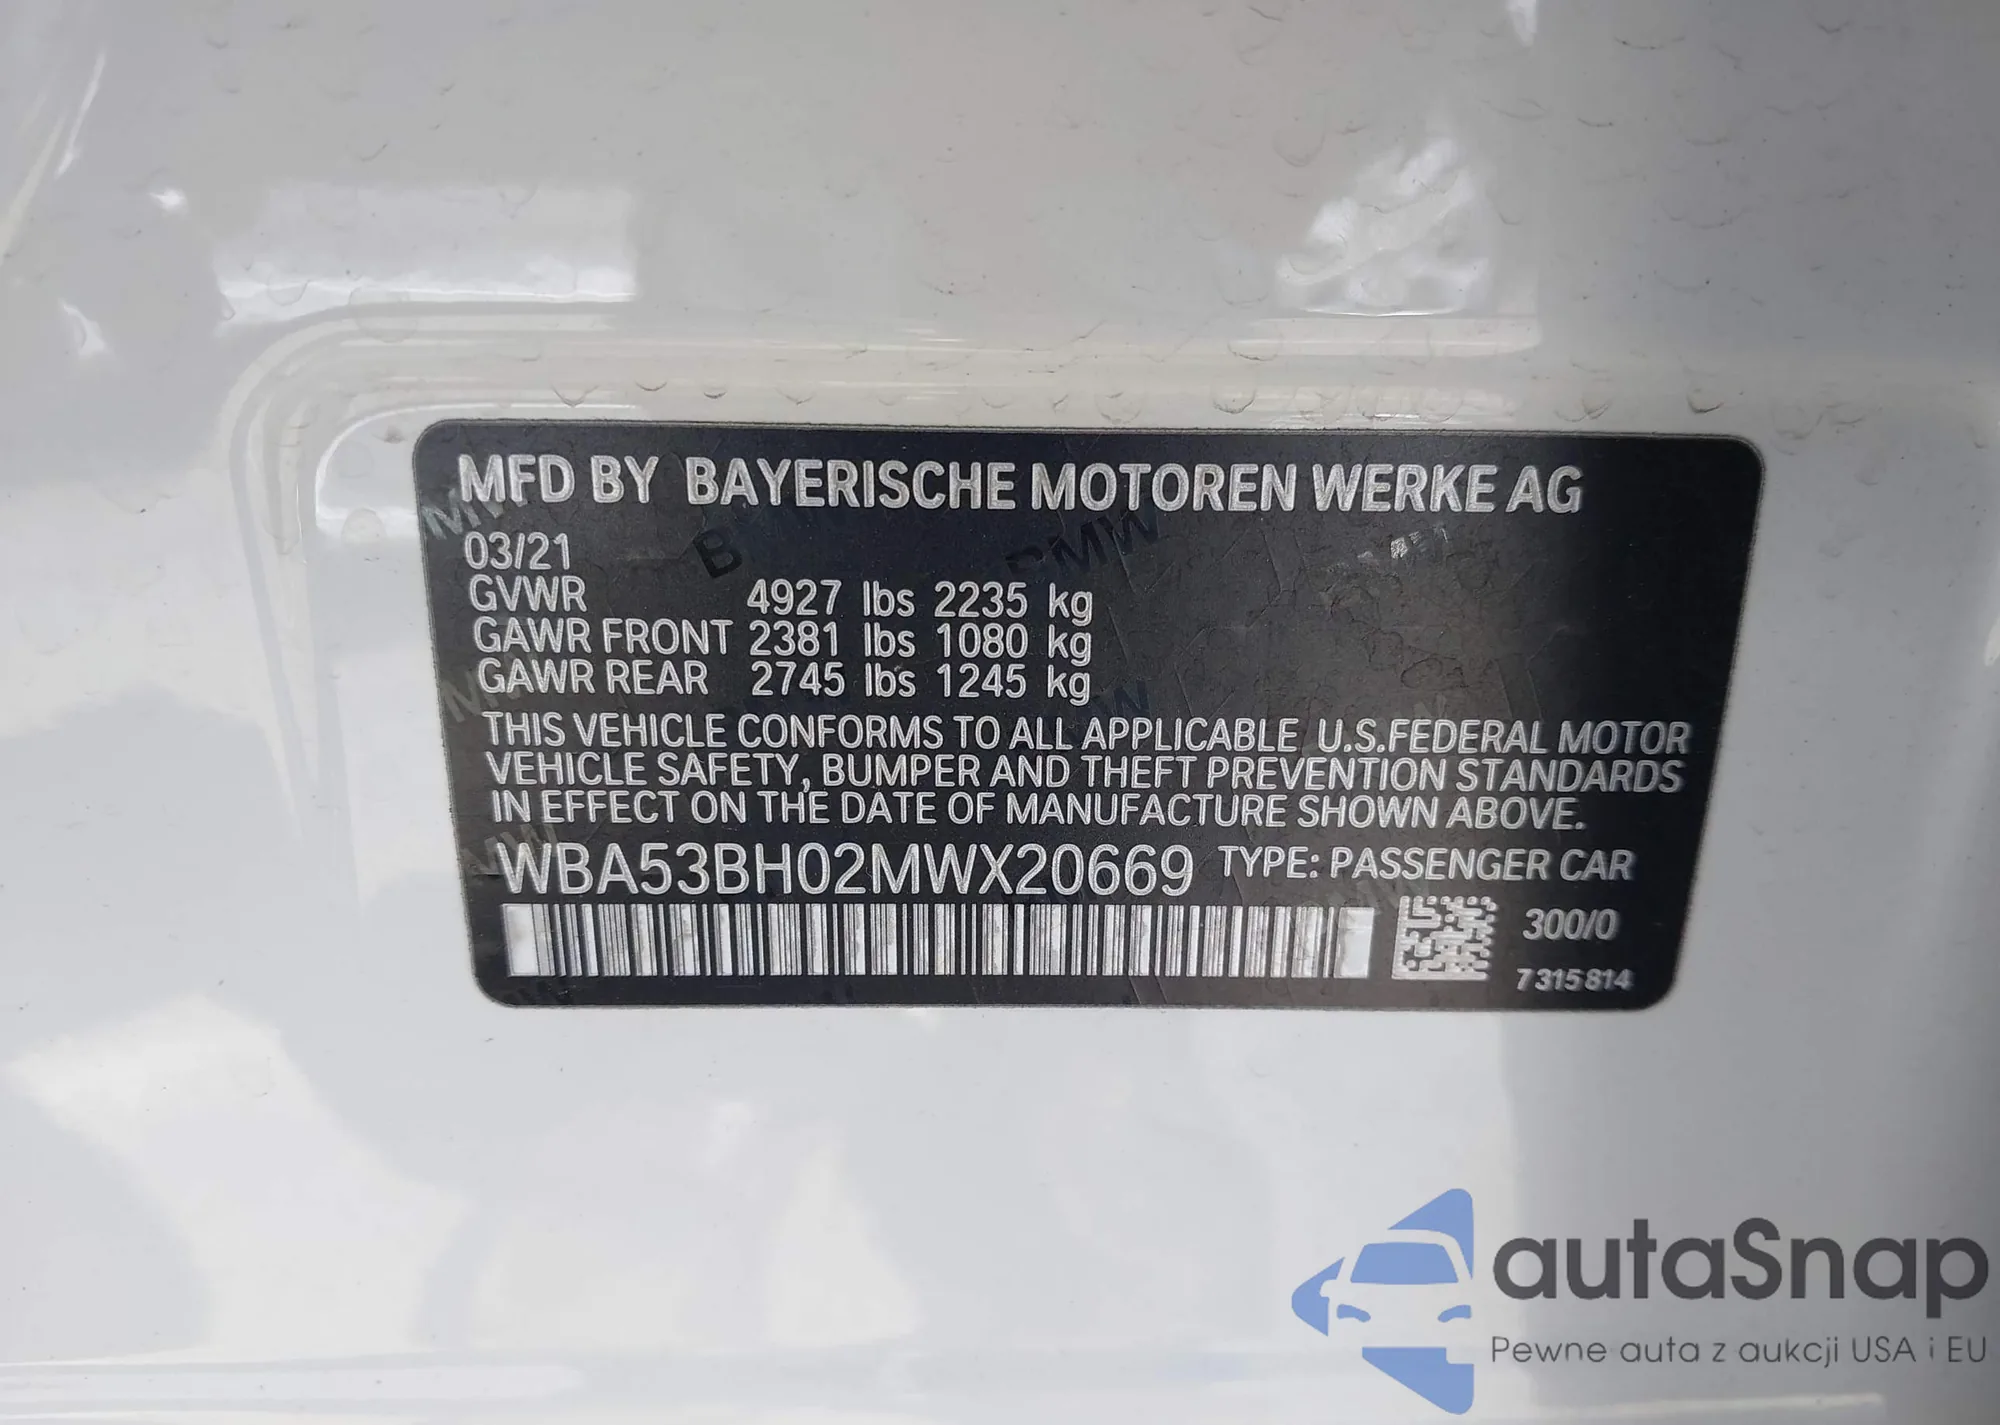 MFD BY BAYERISCHE MOTOREN WERKE AG
03/21
GVWR 4927 lbs 2235 kg
GAWR FRONT 2381 lbs 1080 kg
GAWR REAR 2745 lbs 1245 kg
THIS VEHICLE CONFORMS TO ALL APPLICABLE U.S.FEDERAL MOTOR
VEHICLE SAFETY, BUMPER AND THEFT PREVENTION STANDARDS
IN EFFECT ON THE DATE OF MANUFACTURE SHOWN ABOVE.
WBA53BH02MWX20669 TYPE: PASSENGER CAR
300/0
7315814
autaSnap
Pewne auta z aukcji USA i EU